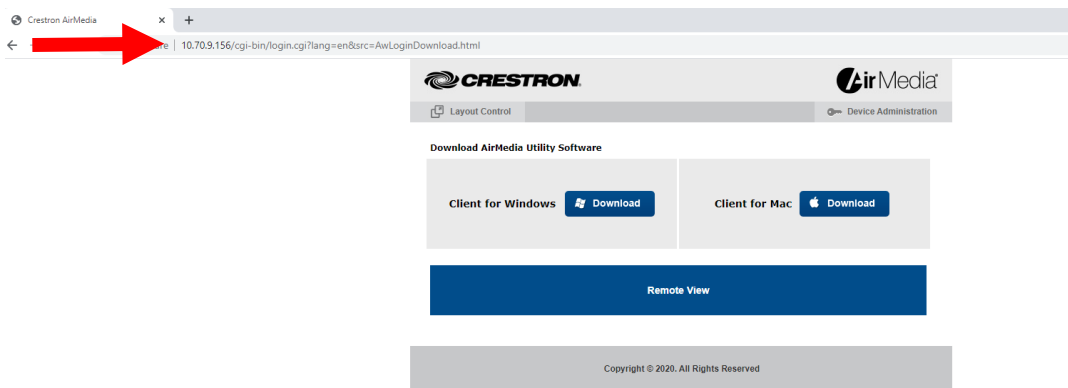 Crestron AirMedia
10.70.9.156/cgi-bin/login.cgi?lang=en&src=AwLoginDownload.html
CRESTRON.
AirMedia
Layout Control
Device Administration
Download AirMedia Utility Software
Client for Windows Download
Client for Mac Download
Remote View
Copyright © 2020. All Rights Reserved